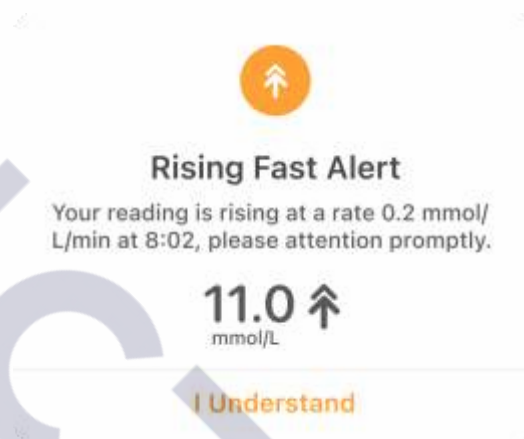 Rising Fast Alert
Your reading is rising at a rate 0.2 mmol/
L/min at 8:02, please attention promptly.
11.0
mmol/L
I Understand